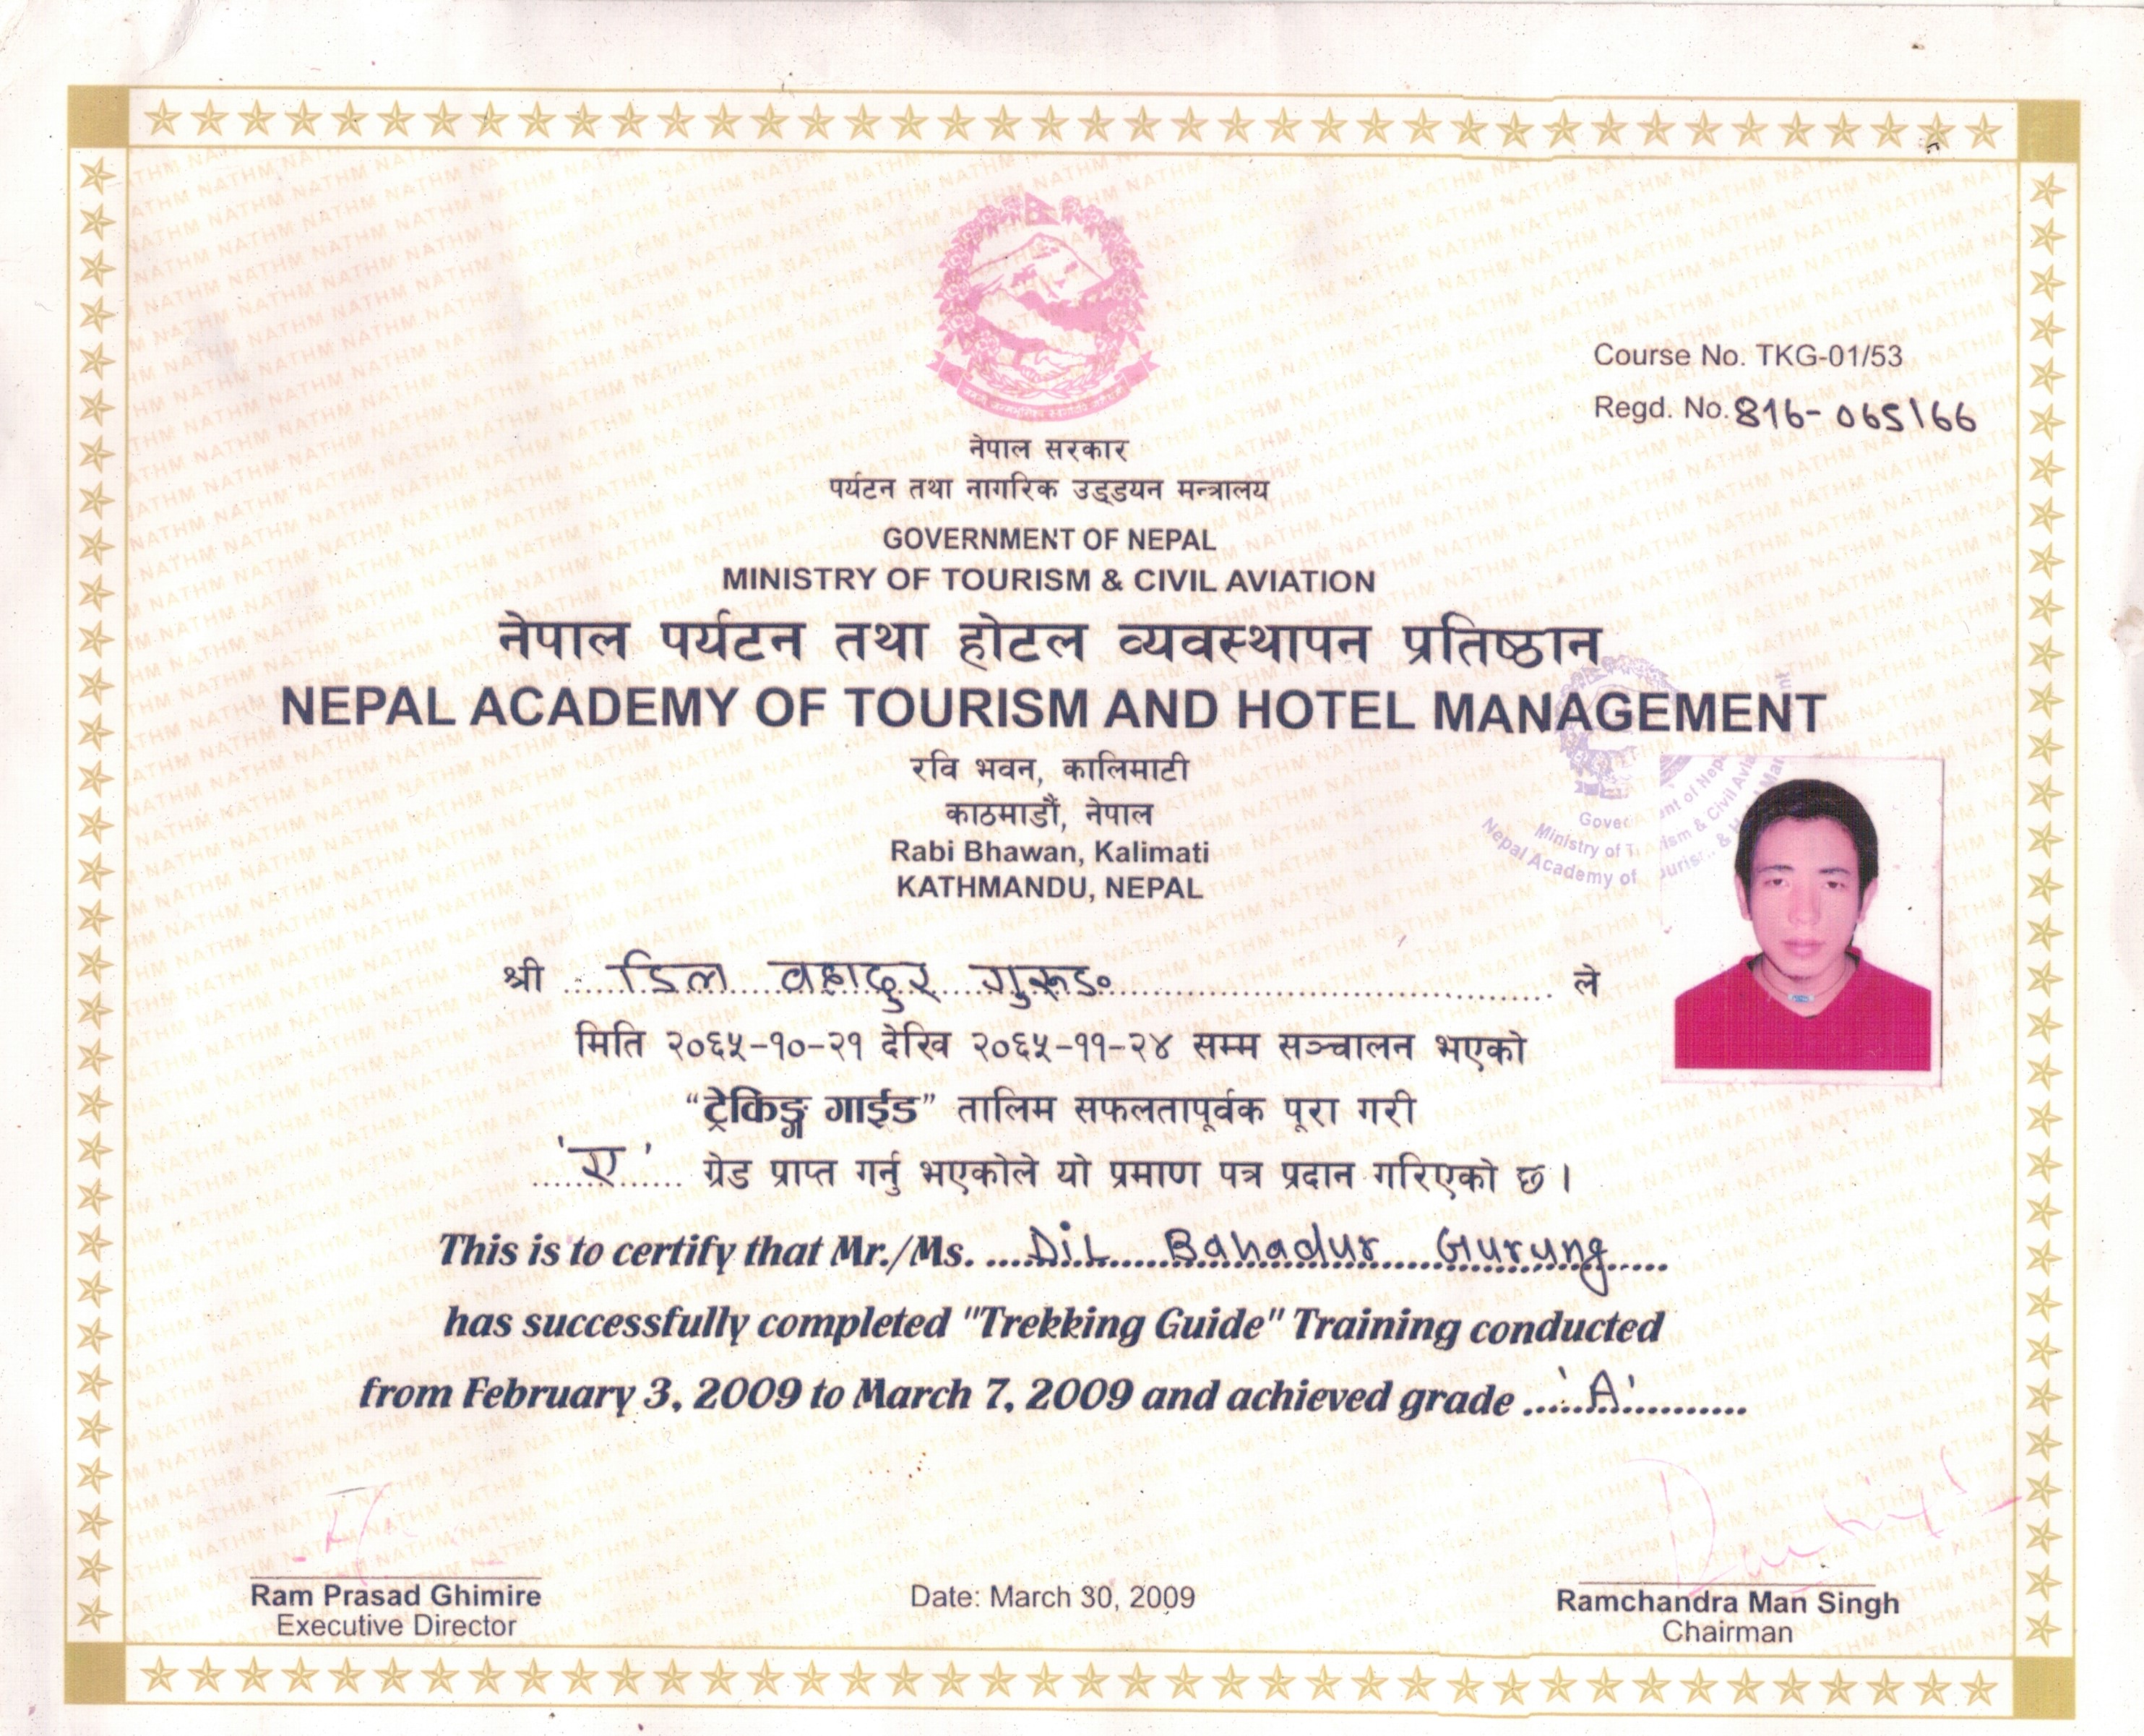 Course No. TKG-01/53
Regd. No. 816-065/66
नेपाल सरकार
पर्यटन तथा नागरिक उड्डयन मन्त्रालय
GOVERNMENT OF NEPAL
MINISTRY OF TOURISM & CIVIL AVIATION
नेपाल पर्यटन तथा होटल व्यवस्थापन प्रतिष्ठान
NEPAL ACADEMY OF TOURISM AND HOTEL MANAGEMENT
रवि भवन, कालिमाटी
काठमाडौं, नेपाल
Rabi Bhawan, Kalimati
KATHMANDU, NEPAL
श्री डिल वहादुर गुरूङ ले
मिति २०६५-१०-२१ देखि २०६५-११-२४ सम्म सञ्चालन भएको
“ट्रेकिङ्ग गाईड” तालिम सफलतापूर्वक पूरा गरी
'ए' ग्रेड प्राप्त गर्नु भएकोले यो प्रमाण पत्र प्रदान गरिएको छ।
This is to certify that Mr./Ms. Dil Bahadur Gurung
has successfully completed "Trekking Guide" Training conducted
from February 3, 2009 to March 7, 2009 and achieved grade 'A'
Ram Prasad Ghimire
Executive Director
Date: March 30, 2009
Ramchandra Man Singh
Chairman